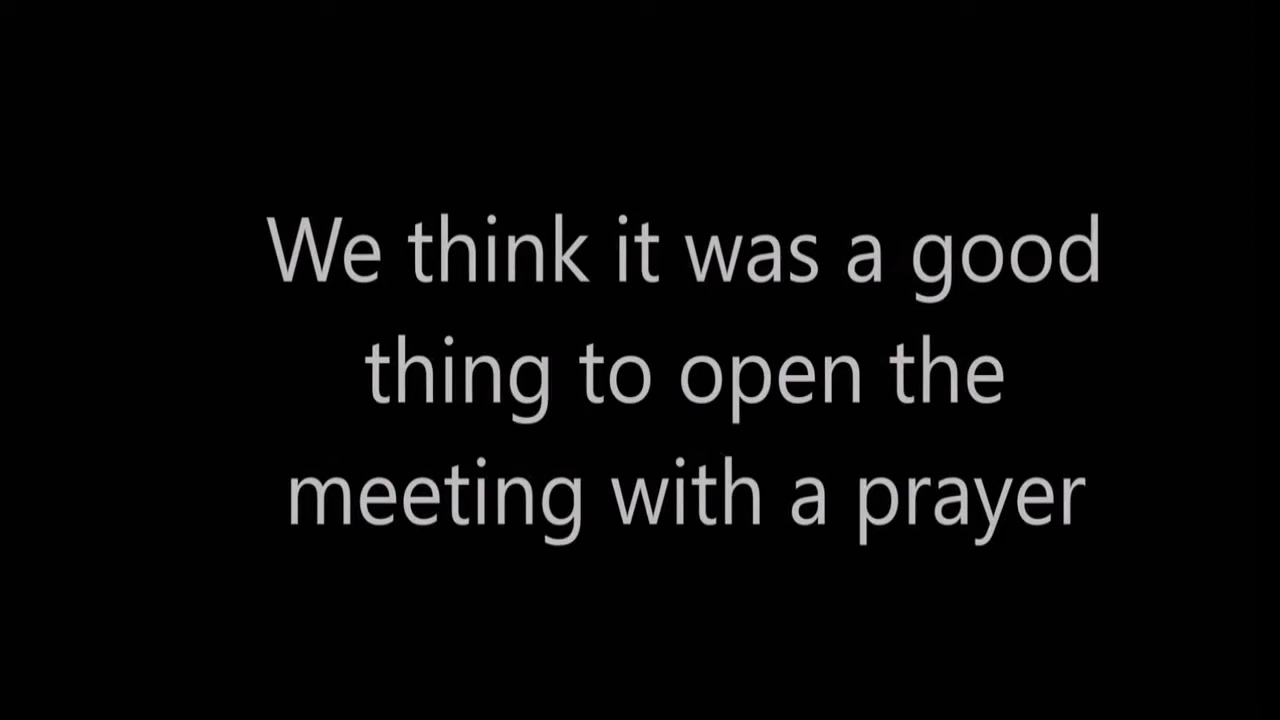 We think it was a good
thing to open the
meeting with a prayer